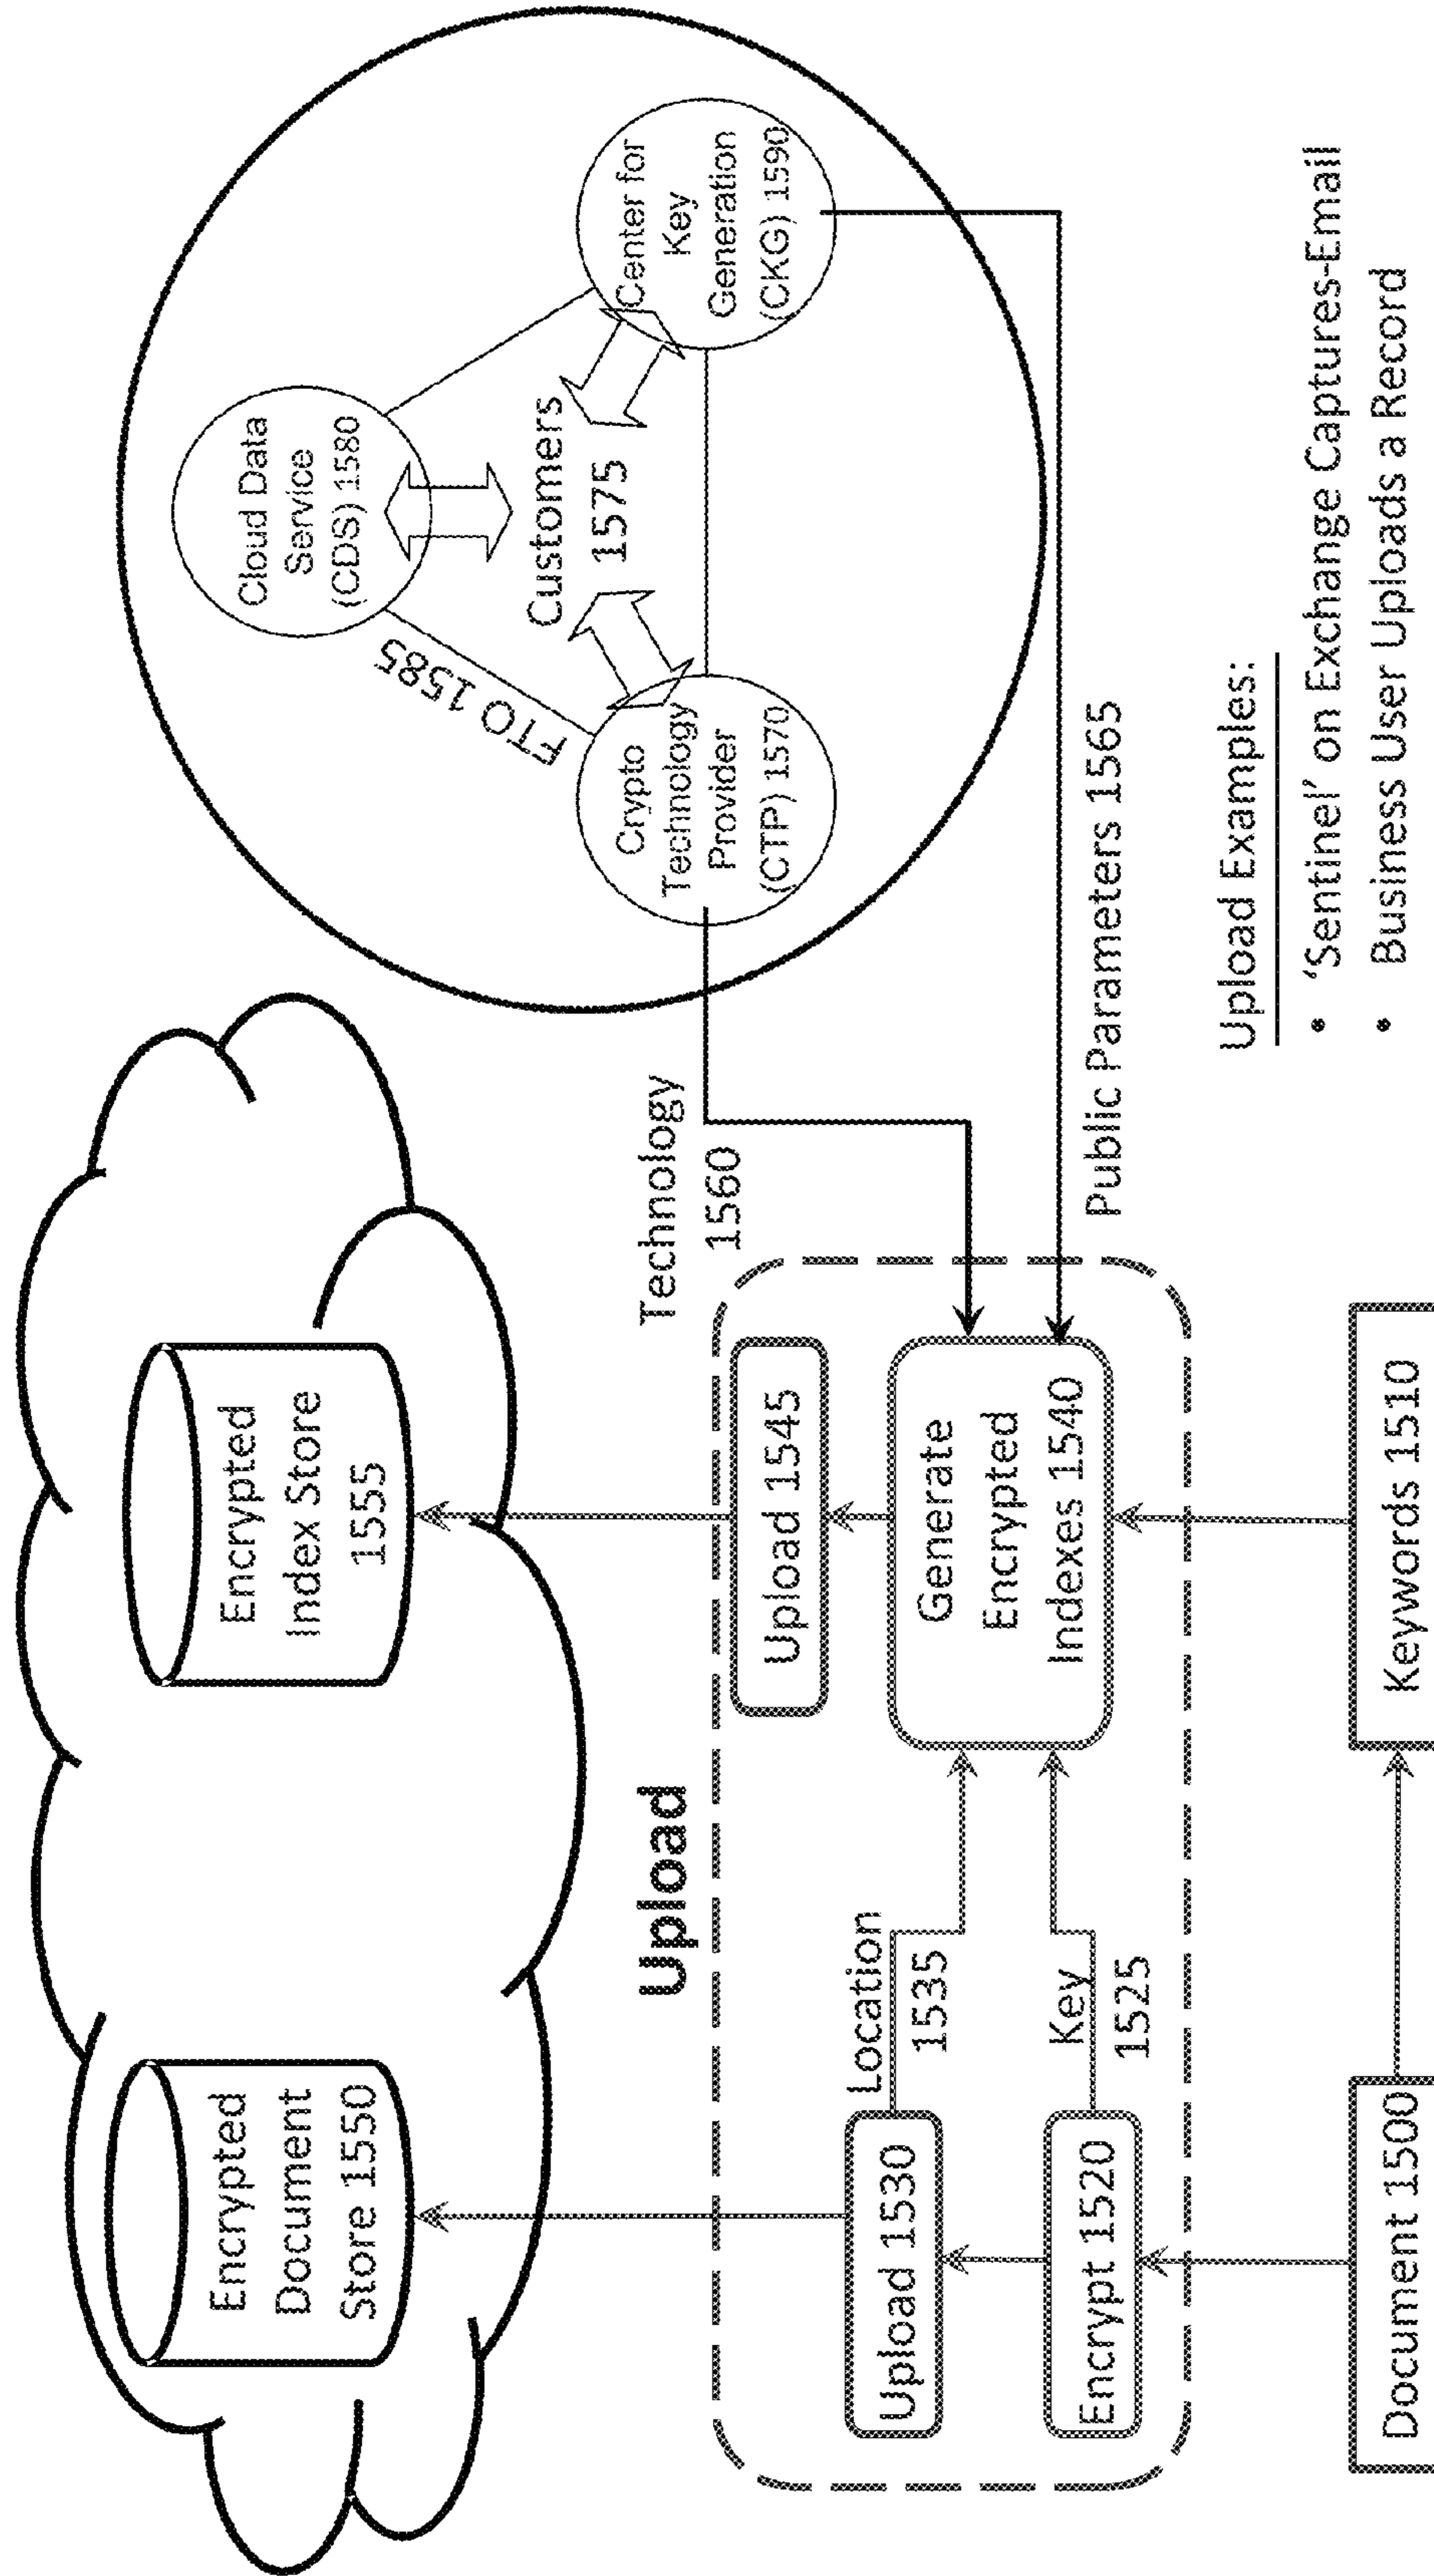 Encrypted
Document
Store 1550
Encrypted
Index Store
1555
Upload
Upload 1530
Location
1535
Encrypt 1520
Key
1525
Upload 1545
Generate
Encrypted
Indexes 1540
Document 1500
Keywords 1510
Technology
1560
Public Parameters 1565
Cloud Data
Service
(CDS) 1580
FTO 1585
Customers
1575
Crypto
Technology
Provider
(CTP) 1570
Center for
Key
Generation
(CKG) 1590
Upload Examples:
• ‘Sentinel’ on Exchange Captures-Email
• Business User Uploads a Record